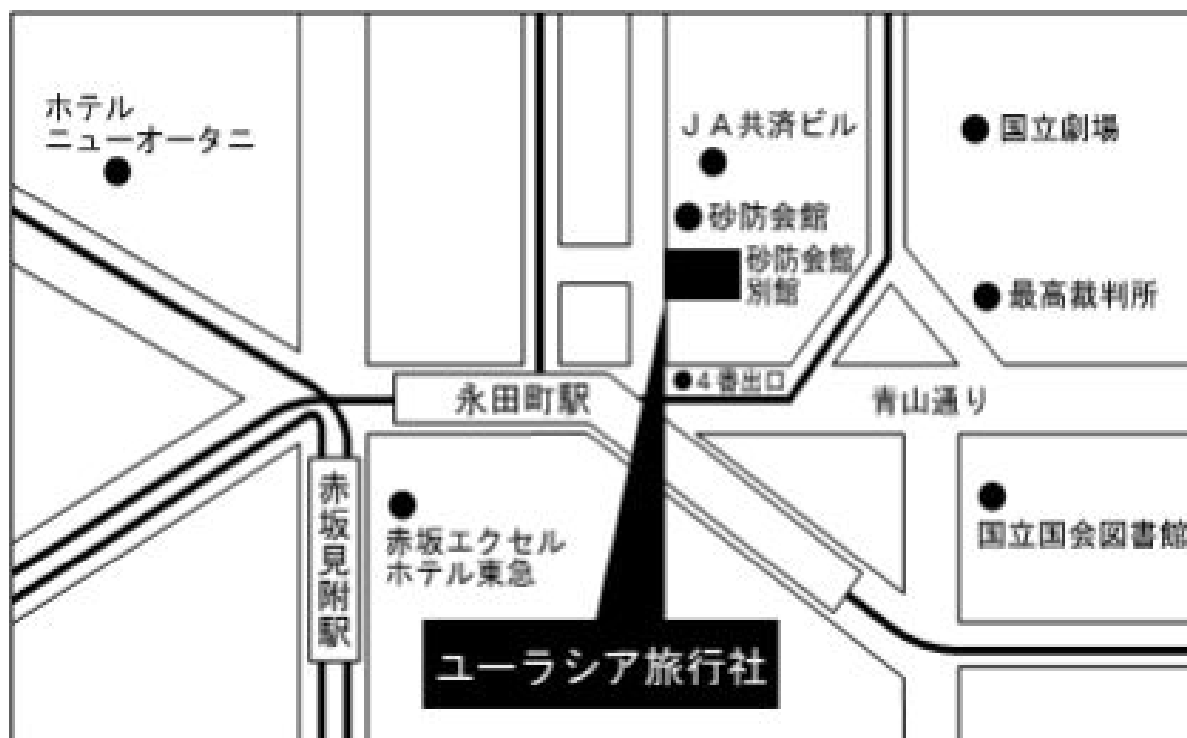 ホテル
ニューオータニ
JA共済ビル
国立劇場
砂防会館
砂防会館
別館
最高裁判所
4番出口
永田町駅
青山通り
赤坂見附駅
赤坂エクセル
ホテル東急
国立国会図書館
ユーラシア旅行社